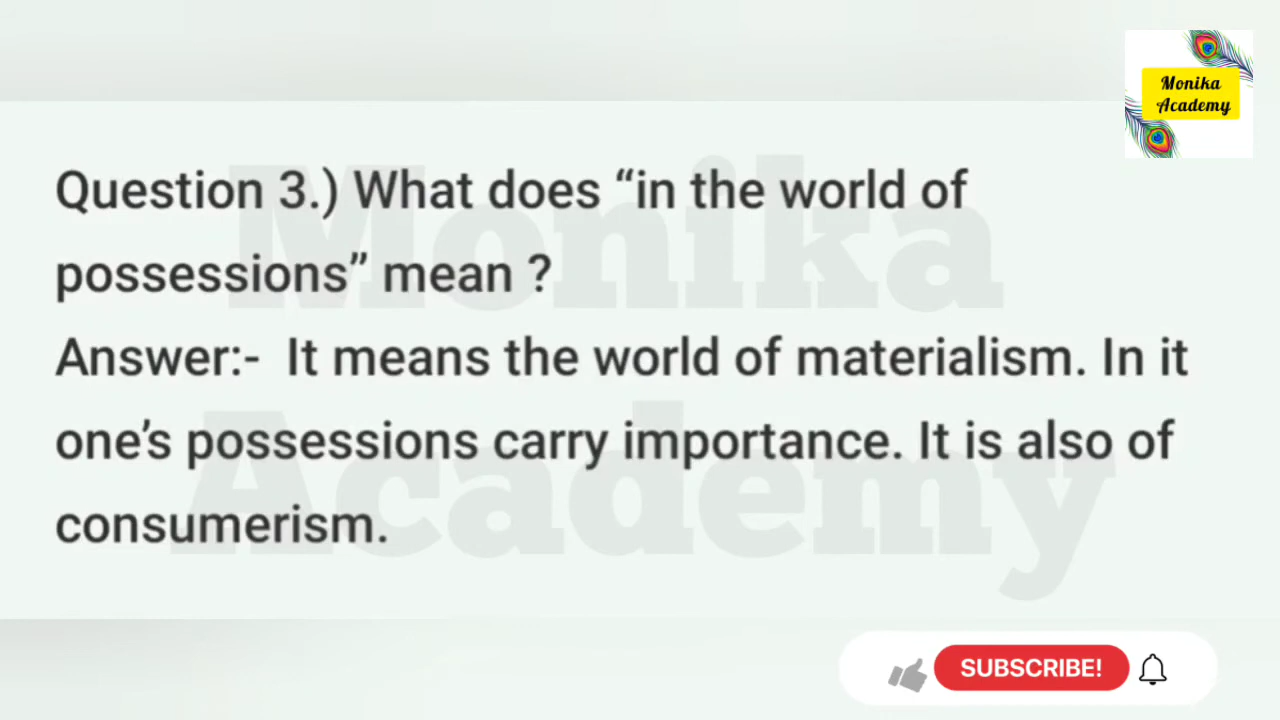 Monika
Academy
Question 3.) What does “in the world of
possessions” mean ?
Answer:- It means the world of materialism. In it
one’s possessions carry importance. It is also of
consumerism.
Monika
Academy
SUBSCRIBE!